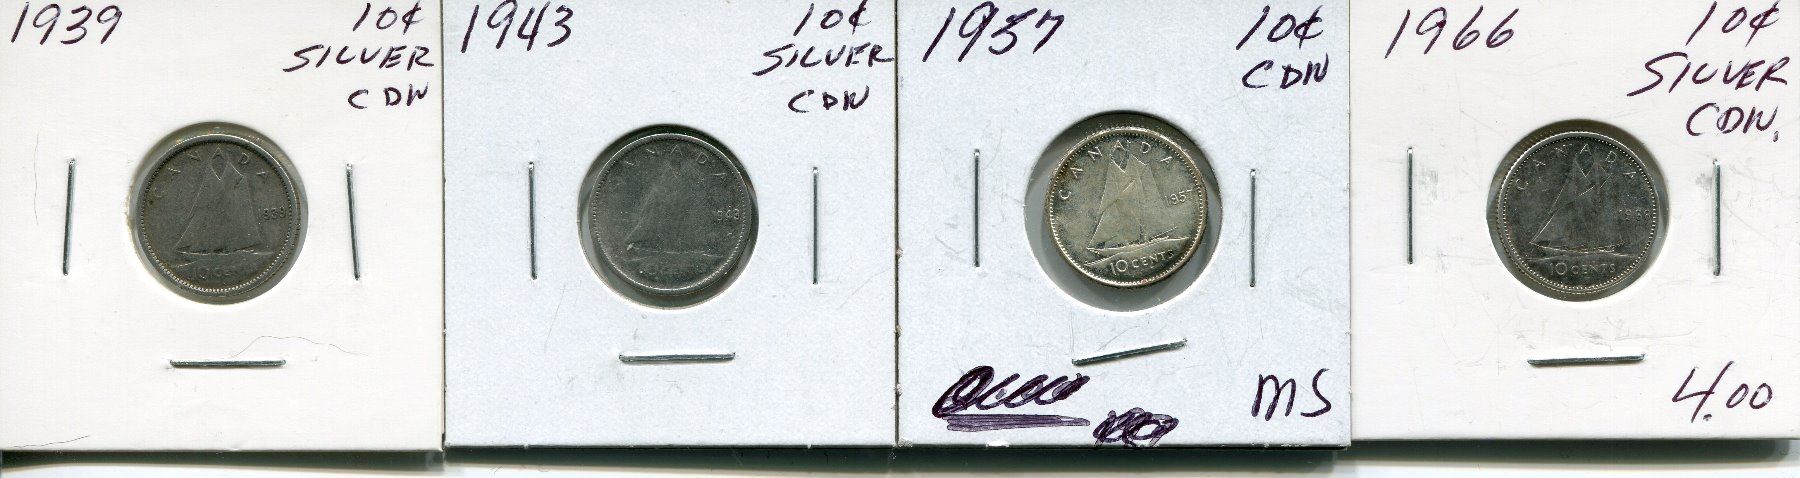 1939 10¢
SILVER
CDN
CANADA
1939
10 CENTS
1943 10¢
SILVER
CDN
CANADA
1943
CENTS
1957 10¢
CDN
CANADA
1957
10 CENTS
MS
1966 10¢
SILVER
CDN.
CANADA
1966
10 CENTS
4.00